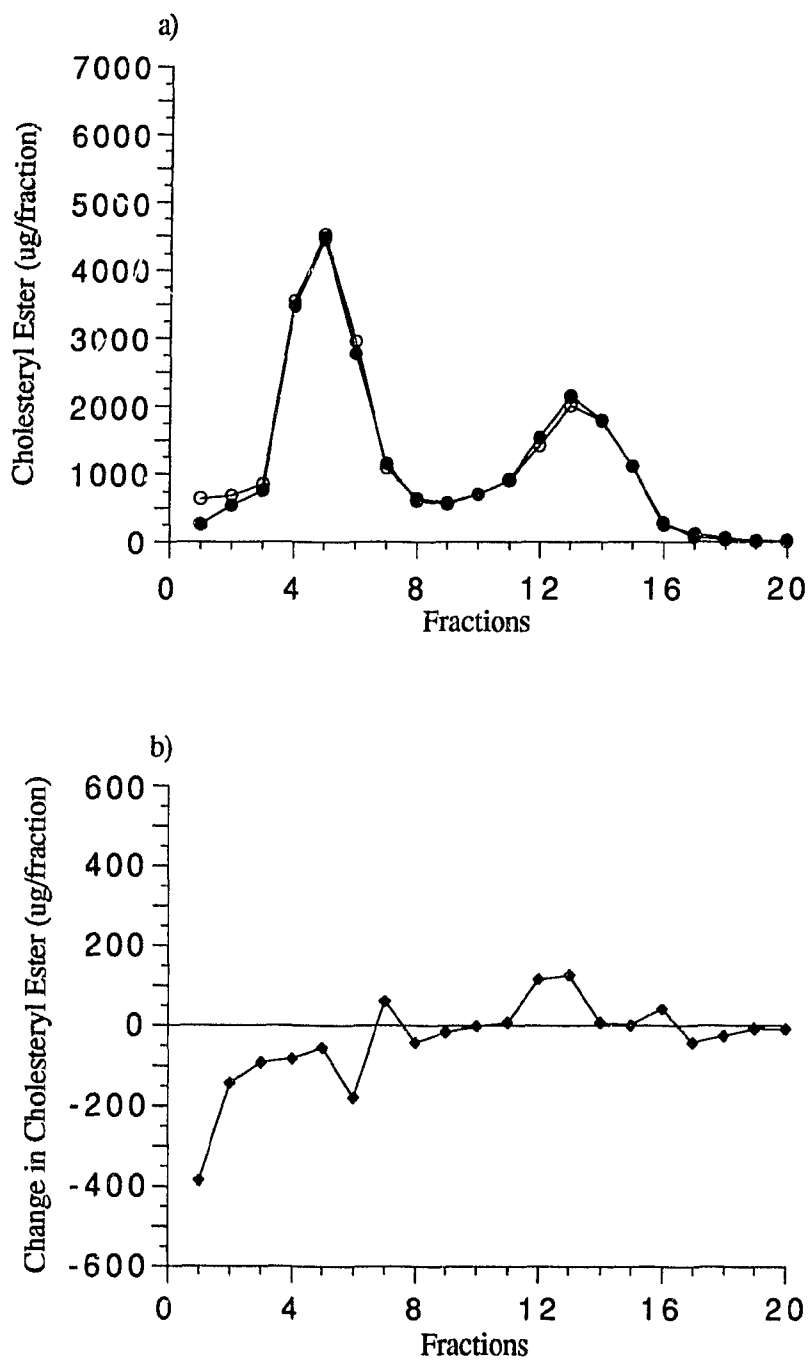 a)
7000
6000
5000
4000
3000
2000
1000
0
Cholesteryl Ester (ug/fraction)
0 4 8 12 16 20
Fractions
b)
600
400
200
0
-200
-400
-600
Change in Cholesteryl Ester (ug/fraction)
0 4 8 12 16 20
Fractions